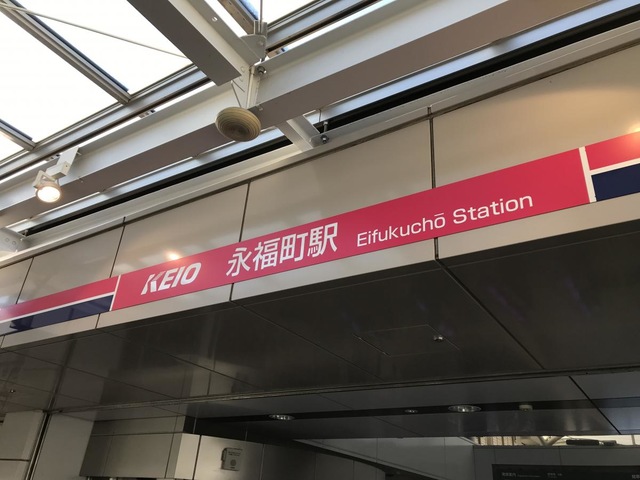 KEIO 永福町駅 Eifukuchō Station